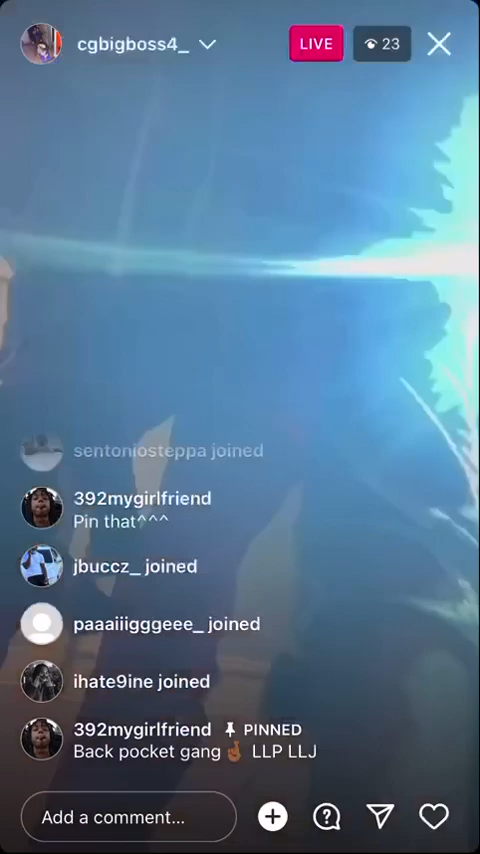 cgbigboss4_
LIVE
23
sentoniosteppa joined
392mygirlfriend
Pin that^^^
jbuccz_ joined
paaaiiigggeee_ joined
ihate9ine joined
392mygirlfriend PINNED
Back pocket gang🤞🏾 LLP LLJ
Add a comment...